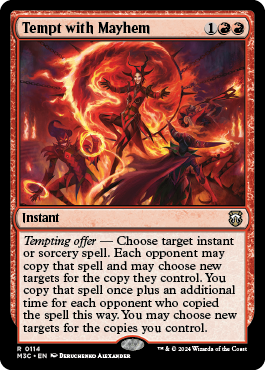 Tempt with Mayhem 1
Instant
Tempting offer — Choose target instant
or sorcery spell. Each opponent may
copy that spell and may choose new
targets for the copy they control. You
copy that spell once plus an additional
time for each opponent who copied
the spell this way. You may choose new
targets for the copies you control.
R 0114
M3C • EN Deruchenko Alexander
™ & © 2024 Wizards of the Coast